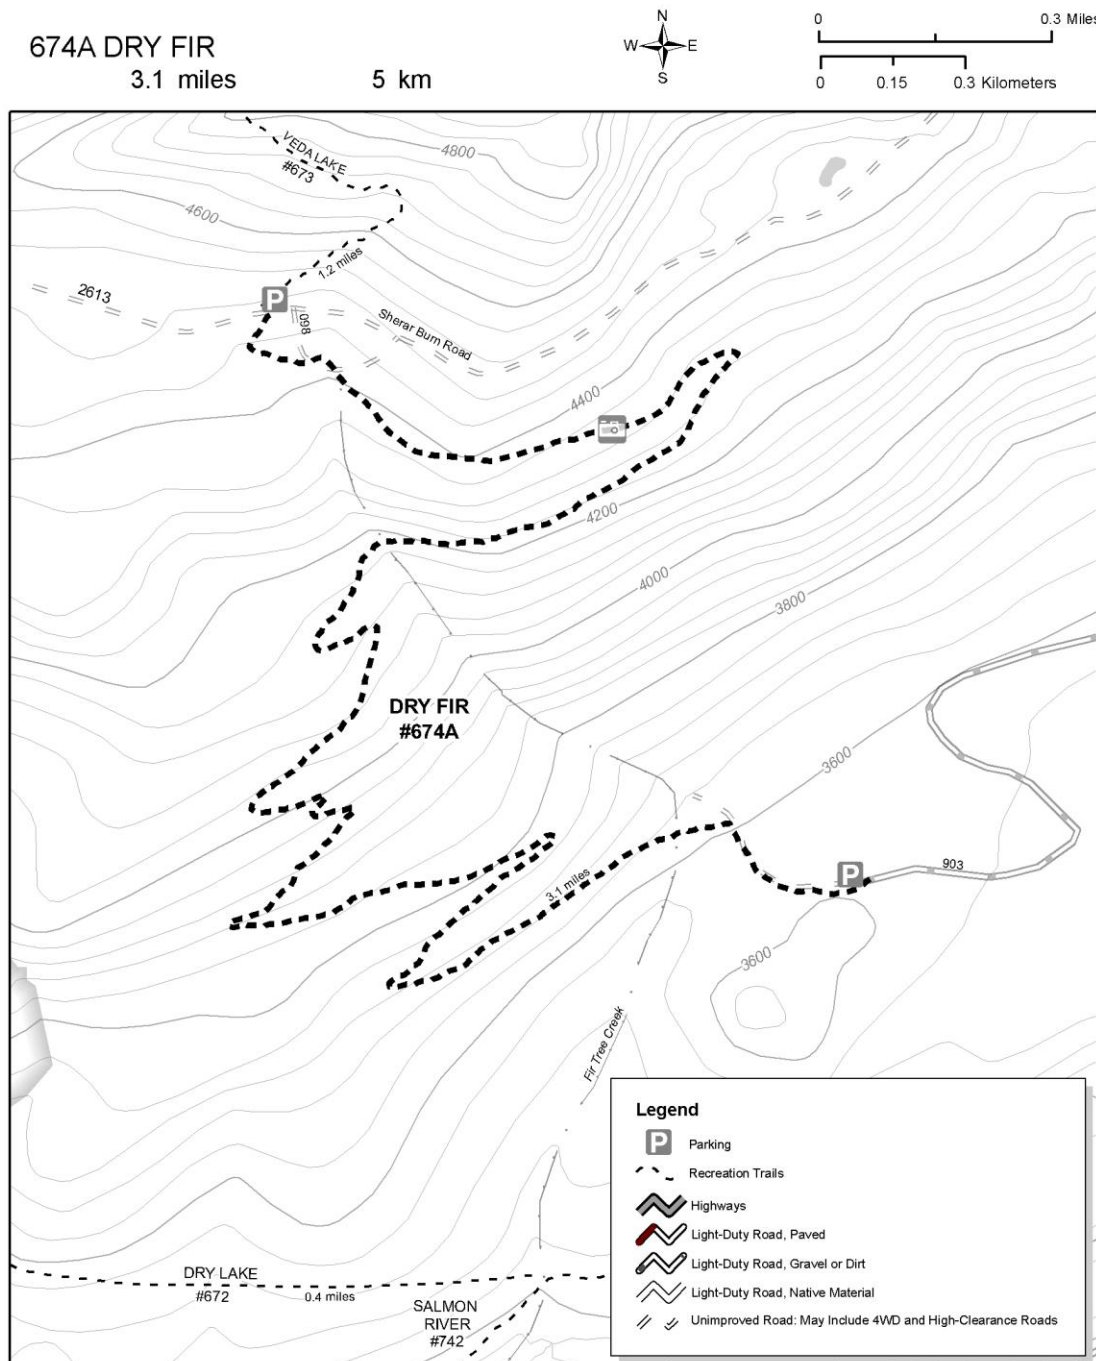 674A DRY FIR
3.1 miles 5 km
N
W E
S
0 0.3 Miles
0 0.15 0.3 Kilometers
VEDA LAKE
#673
4800
4600
1.2 miles
2613
P
860
Sherar Burn Road
4400
4200
4000
3800
DRY FIR
#674A
3600
3.1 miles
P
903
3600
Fir Tree Creek
DRY LAKE
#672
0.4 miles
SALMON
RIVER
#742
Legend
P Parking
Recreation Trails
Highways
Light-Duty Road, Paved
Light-Duty Road, Gravel or Dirt
Light-Duty Road, Native Material
Unimproved Road: May Include 4WD and High-Clearance Roads